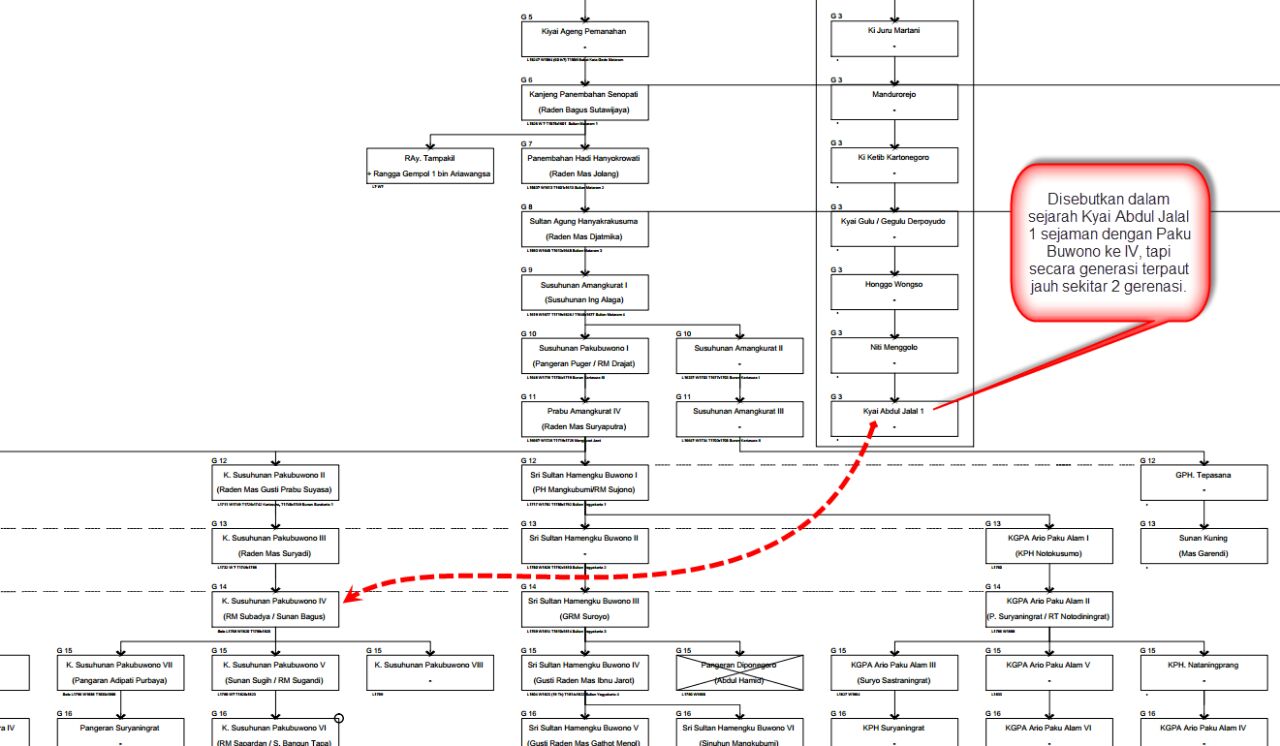 G 5
Kiyai Ageng Pemanahan
-
G 3
Ki Juru Martani
-
G 6
Kanjeng Panembahan Senopati
(Raden Bagus Sutawijaya)
G 3
Mandurorejo
-
RAy. Tampakil
+ Rangga Gempol 1 bin Ariawangsa
G 7
Panembahan Hadi Hanyokrowati
(Raden Mas Jolang)
G 3
Ki Ketib Kartonegoro
-
G 8
Sultan Agung Hanyakrakusuma
(Raden Mas Djatmika)
G 3
Kyai Gulu / Gegulu Derpoyudo
-
Disebutkan dalam
sejarah Kyai Abdul Jalal
1 sejaman dengan Paku
Buwono ke IV, tapi
secara generasi terpaut
jauh sekitar 2 gerenasi.
G 9
Susuhunan Amangkurat I
(Susuhunan Ing Alaga)
G 3
Honggo Wongso
-
G 10
Susuhunan Pakubuwono I
(Pangeran Puger / RM Drajat)
G 10
Susuhunan Amangkurat II
-
G 3
Niti Menggolo
-
G 11
Prabu Amangkurat IV
(Raden Mas Suryaputra)
G 11
Susuhunan Amangkurat III
-
G 3
Kyai Abdul Jalal 1
-
G 12
K. Susuhunan Pakubuwono II
(Raden Mas Gusti Prabu Suyasa)
G 12
Sri Sultan Hamengku Buwono I
(PH Mangkubumi/RM Sujono)
G 12
GPH. Tepasana
-
G 13
K. Susuhunan Pakubuwono III
(Raden Mas Suryadi)
G 13
Sri Sultan Hamengku Buwono II
-
G 13
KGPA Ario Paku Alam I
(KPH Notokusumo)
G 13
Sunan Kuning
(Mas Garendi)
G 14
K. Susuhunan Pakubuwono IV
(RM Subadya / Sunan Bagus)
G 14
Sri Sultan Hamengku Buwono III
(GRM Suroyo)
G 14
KGPA Ario Paku Alam II
(P. Suryaningrat / RT Notodiningrat)
G 15
K. Susuhunan Pakubuwono VII
(Pangaran Adipati Purbaya)
G 15
K. Susuhunan Pakubuwono V
(Sunan Sugih / RM Sugandi)
G 15
K. Susuhunan Pakubuwono VIII
-
G 15
Sri Sultan Hamengku Buwono IV
(Gusti Raden Mas Ibnu Jarot)
G 15
Pangeran Diponegoro
(Abdul Hamid)
G 15
KGPA Ario Paku Alam III
(Suryo Sastraningrat)
G 15
KGPA Ario Paku Alam V
-
G 15
KPH. Nataningprang
-
G 16
Pangeran Suryaningrat
-
G 16
K. Susuhunan Pakubuwono VI
(RM Sapardan / S. Bangun Tapa)
G 16
Sri Sultan Hamengku Buwono V
(Gusti Raden Mas Gathot Menol)
G 16
Sri Sultan Hamengku Buwono VI
(Sinuhun Mangkubumi)
G 16
KPH Suryaningrat
-
G 16
KGPA Ario Paku Alam VI
-
G 16
KGPA Ario Paku Alam IV
-